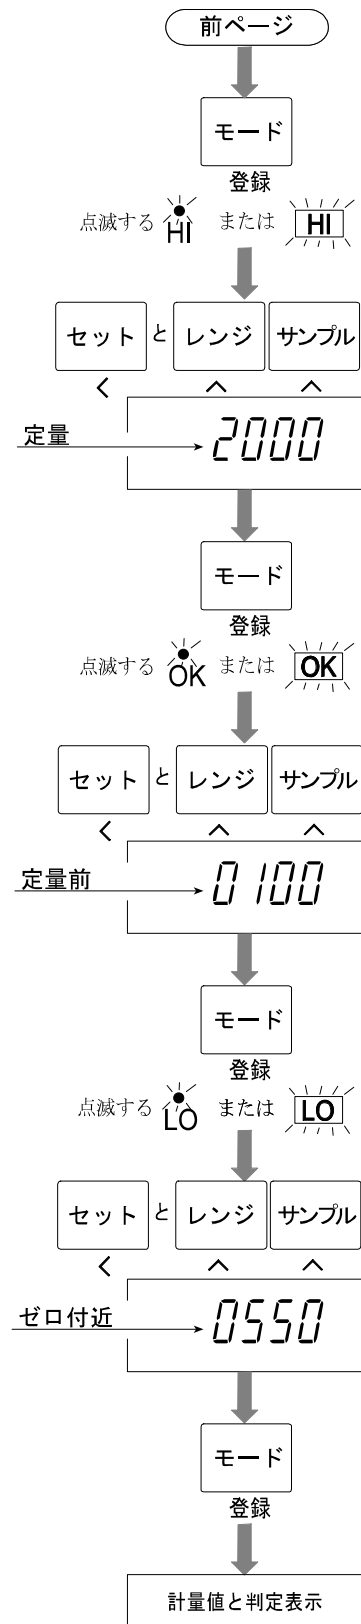 前ページ
モード
登録
点滅する HI または HI
セット と レンジ サンプル
< ^ ^
定量 2000
モード
登録
点滅する OK または OK
セット と レンジ サンプル
< ^ ^
定量前 0100
モード
登録
点滅する LO または LO
セット と レンジ サンプル
< ^ ^
ゼロ付近 0550
モード
登録
計量値と判定表示